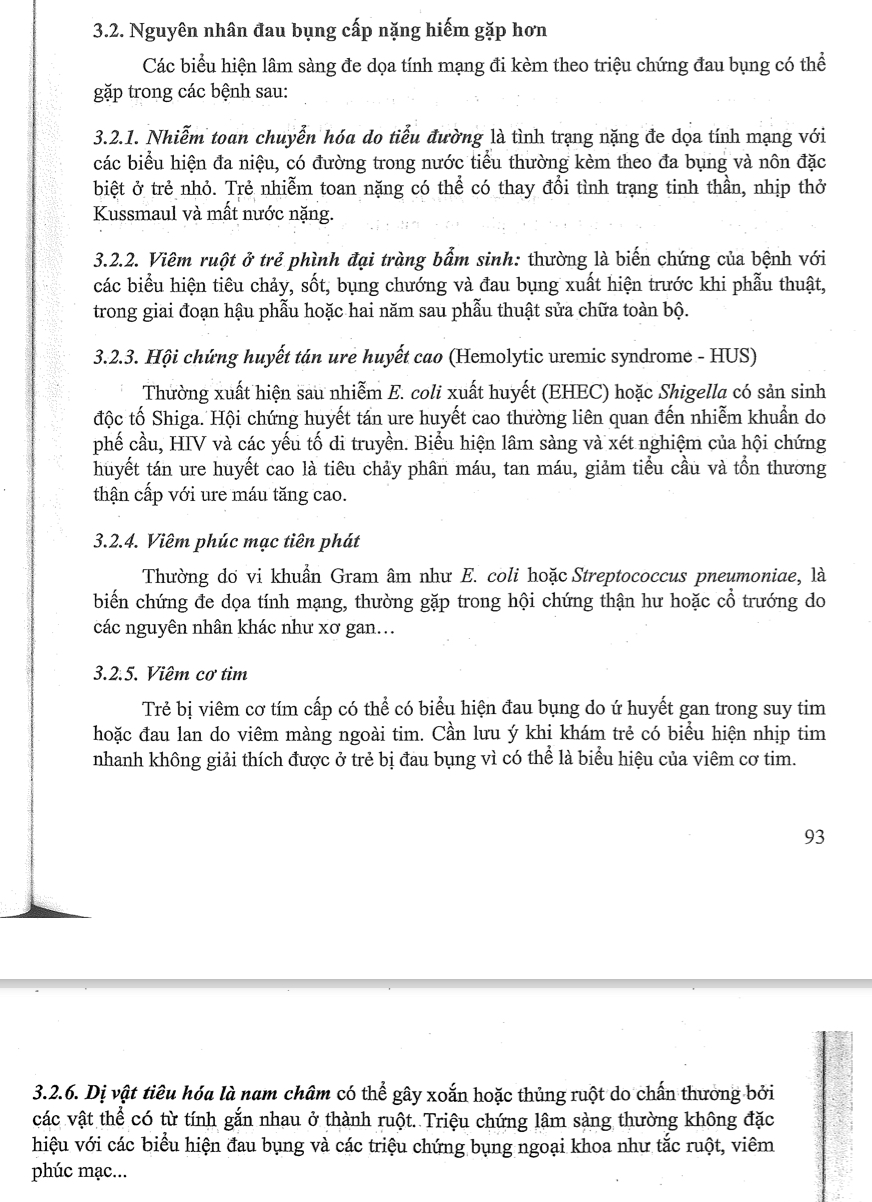 3.2. Nguyên nhân đau bụng cấp nặng hiếm gặp hơn
Các biểu hiện lâm sàng đe dọa tính mạng đi kèm theo triệu chứng đau bụng có thể
gặp trong các bệnh sau:
3.2.1. Nhiễm toan chuyển hóa do tiểu đường là tình trạng nặng đe dọa tính mạng với
các biểu hiện đa niệu, có đường trong nước tiểu thường kèm theo đa bụng và nôn đặc
biệt ở trẻ nhỏ. Trẻ nhiễm toan nặng có thể có thay đổi tình trạng tinh thần, nhịp thở
Kussmaul và mất nước nặng.
3.2.2. Viêm ruột ở trẻ phình đại tràng bẩm sinh: thường là biến chứng của bệnh với
các biểu hiện tiêu chảy, sốt, bụng chướng và đau bụng xuất hiện trước khi phẫu thuật,
trong giai đoạn hậu phẫu hoặc hai năm sau phẫu thuật sửa chữa toàn bộ.
3.2.3. Hội chứng huyết tán ure huyết cao (Hemolytic uremic syndrome - HUS)
Thường xuất hiện sau nhiễm E. coli xuất huyết (EHEC) hoặc Shigella có sản sinh
độc tố Shiga. Hội chứng huyết tán ure huyết cao thường liên quan đến nhiễm khuẩn do
phế cầu, HIV và các yếu tố di truyền. Biểu hiện lâm sàng và xét nghiệm của hội chứng
huyết tán ure huyết cao là tiêu chảy phân máu, tan máu, giảm tiểu cầu và tổn thương
thận cấp với ure máu tăng cao.
3.2.4. Viêm phúc mạc tiên phát
Thường do vi khuẩn Gram âm như E. coli hoặc Streptococcus pneumoniae, là
biến chứng đe dọa tính mạng, thường gặp trong hội chứng thận hư hoặc cổ trướng do
các nguyên nhân khác như xơ gan...
3.2.5. Viêm cơ tim
Trẻ bị viêm cơ tím cấp có thể có biểu hiện đau bụng do ứ huyết gan trong suy tim
hoặc đau lan do viêm màng ngoài tim. Cần lưu ý khi khám trẻ có biểu hiện nhịp tim
nhanh không giải thích được ở trẻ bị đau bụng vì có thể là biểu hiệu của viêm cơ tim.
93
3.2.6. Dị vật tiêu hóa là nam châm có thể gây xoắn hoặc thủng ruột do chấn thương bởi
các vật thể có từ tính gắn nhau ở thành ruột. Triệu chứng lâm sàng thường không đặc
hiệu với các biểu hiện đau bụng và các triệu chứng bụng ngoại khoa như tắc ruột, viêm
phúc mạc...